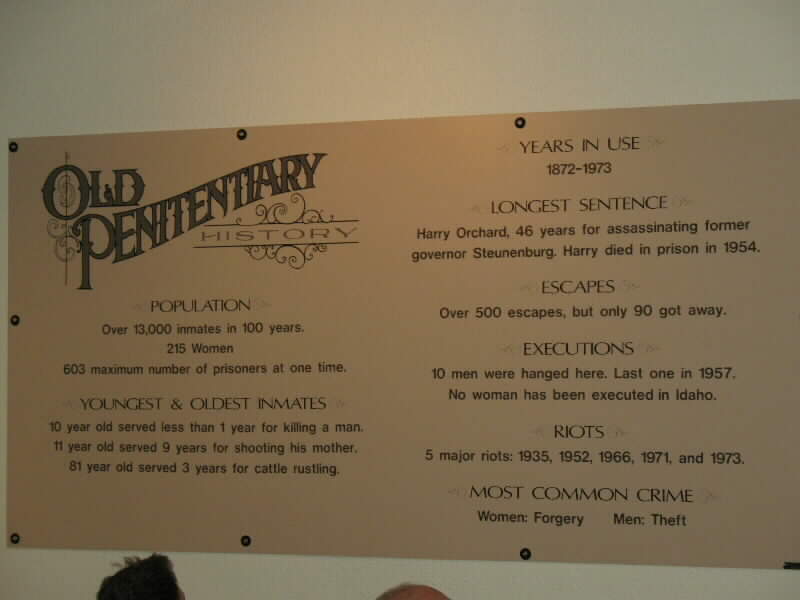 OLD
PENITENTIARY
HISTORY
POPULATION
Over 13,000 inmates in 100 years.
215 Women
603 maximum number of prisoners at one time.
YOUNGEST & OLDEST INMATES
10 year old served less than 1 year for killing a man.
11 year old served 9 years for shooting his mother.
81 year old served 3 years for cattle rustling.
YEARS IN USE
1872-1973
LONGEST SENTENCE
Harry Orchard, 46 years for assassinating former
governor Steunenburg. Harry died in prison in 1954.
ESCAPES
Over 500 escapes, but only 90 got away.
EXECUTIONS
10 men were hanged here. Last one in 1957.
No woman has been executed in Idaho.
RIOTS
5 major riots: 1935, 1952, 1966, 1971, and 1973.
MOST COMMON CRIME
Women: Forgery Men: Theft